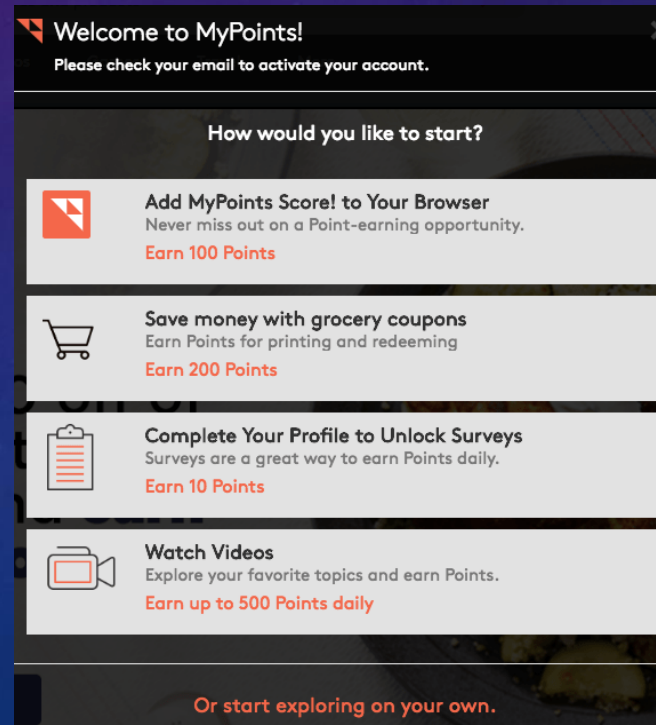 Welcome to MyPoints!
Please check your email to activate your account.
How would you like to start?
Add MyPoints Score! to Your Browser
Never miss out on a Point-earning opportunity.
Earn 100 Points
Save money with grocery coupons
Earn Points for printing and redeeming
Earn 200 Points
Complete Your Profile to Unlock Surveys
Surveys are a great way to earn Points daily.
Earn 10 Points
Watch Videos
Explore your favorite topics and earn Points.
Earn up to 500 Points daily
Or start exploring on your own.